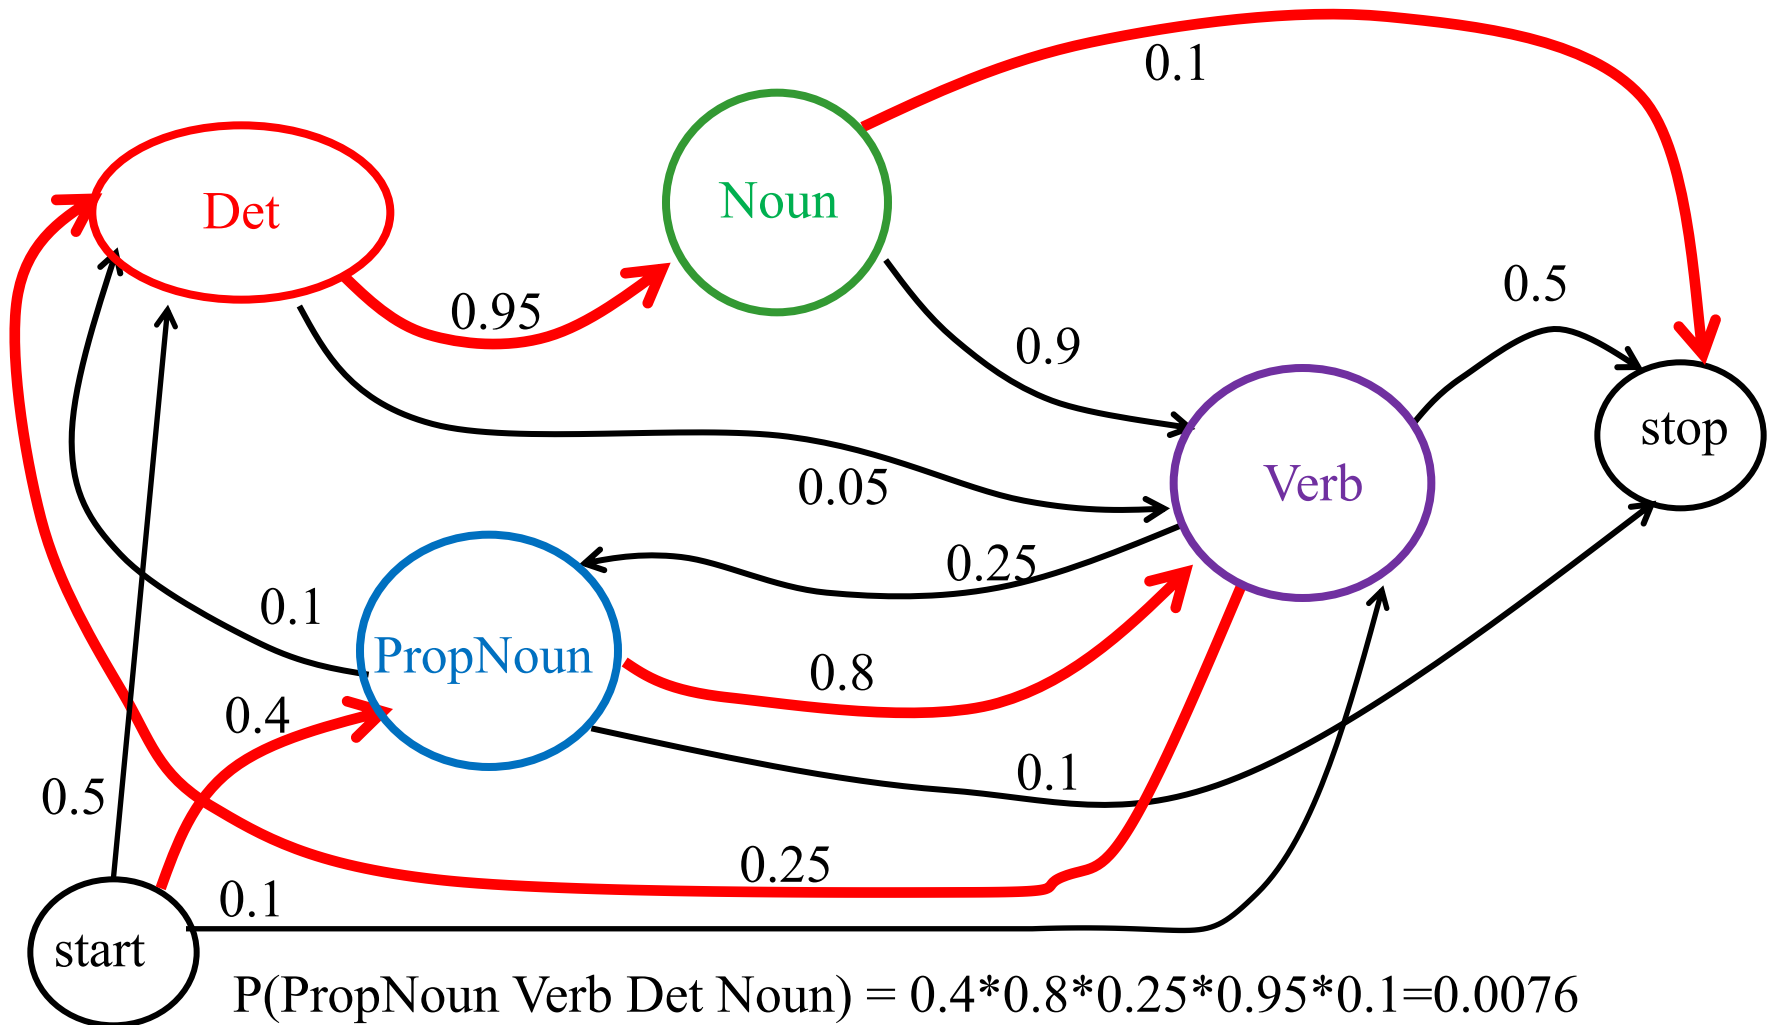 0.1
Det
Noun
0.95
0.5
0.9
stop
0.05
Verb
0.25
0.1
PropNoun
0.8
0.4
0.1
0.5
0.25
0.1
start
P(PropNoun Verb Det Noun) = 0.4*0.8*0.25*0.95*0.1=0.0076